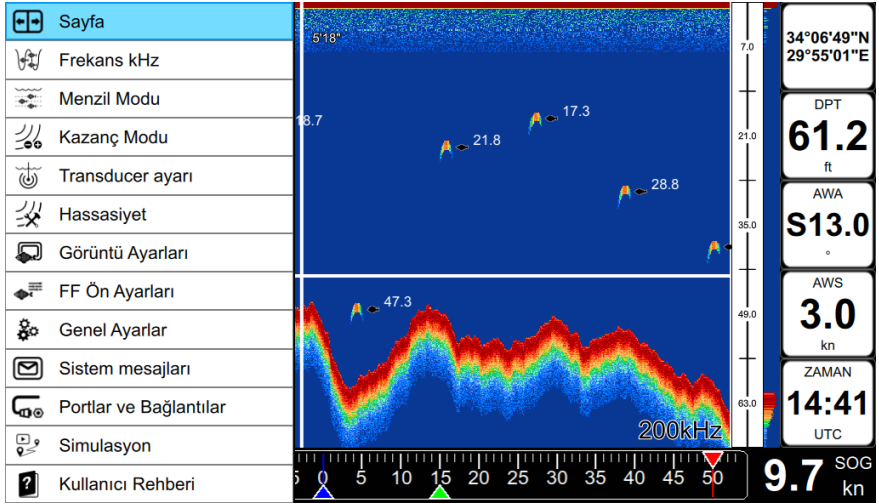 Sayfa
Frekans kHz
Menzil Modu
Kazanç Modu
Transducer ayarı
Hassasiyet
Görüntü Ayarları
FF Ön Ayarları
Genel Ayarlar
Sistem mesajları
Portlar ve Bağlantılar
Simulasyon
? Kullanıcı Rehberi
5'18"
18.7
21.8
17.3
28.8
47.3
200kHz
7.0
21.0
35.0
49.0
63.0
5 0 5 10 15 20 25 30 35 40 45 50
34°06'49"N
29°55'01"E
DPT
61.2
ft
AWA
S13.0
°
AWS
3.0
kn
ZAMAN
14:41
UTC
9.7 SOG
kn